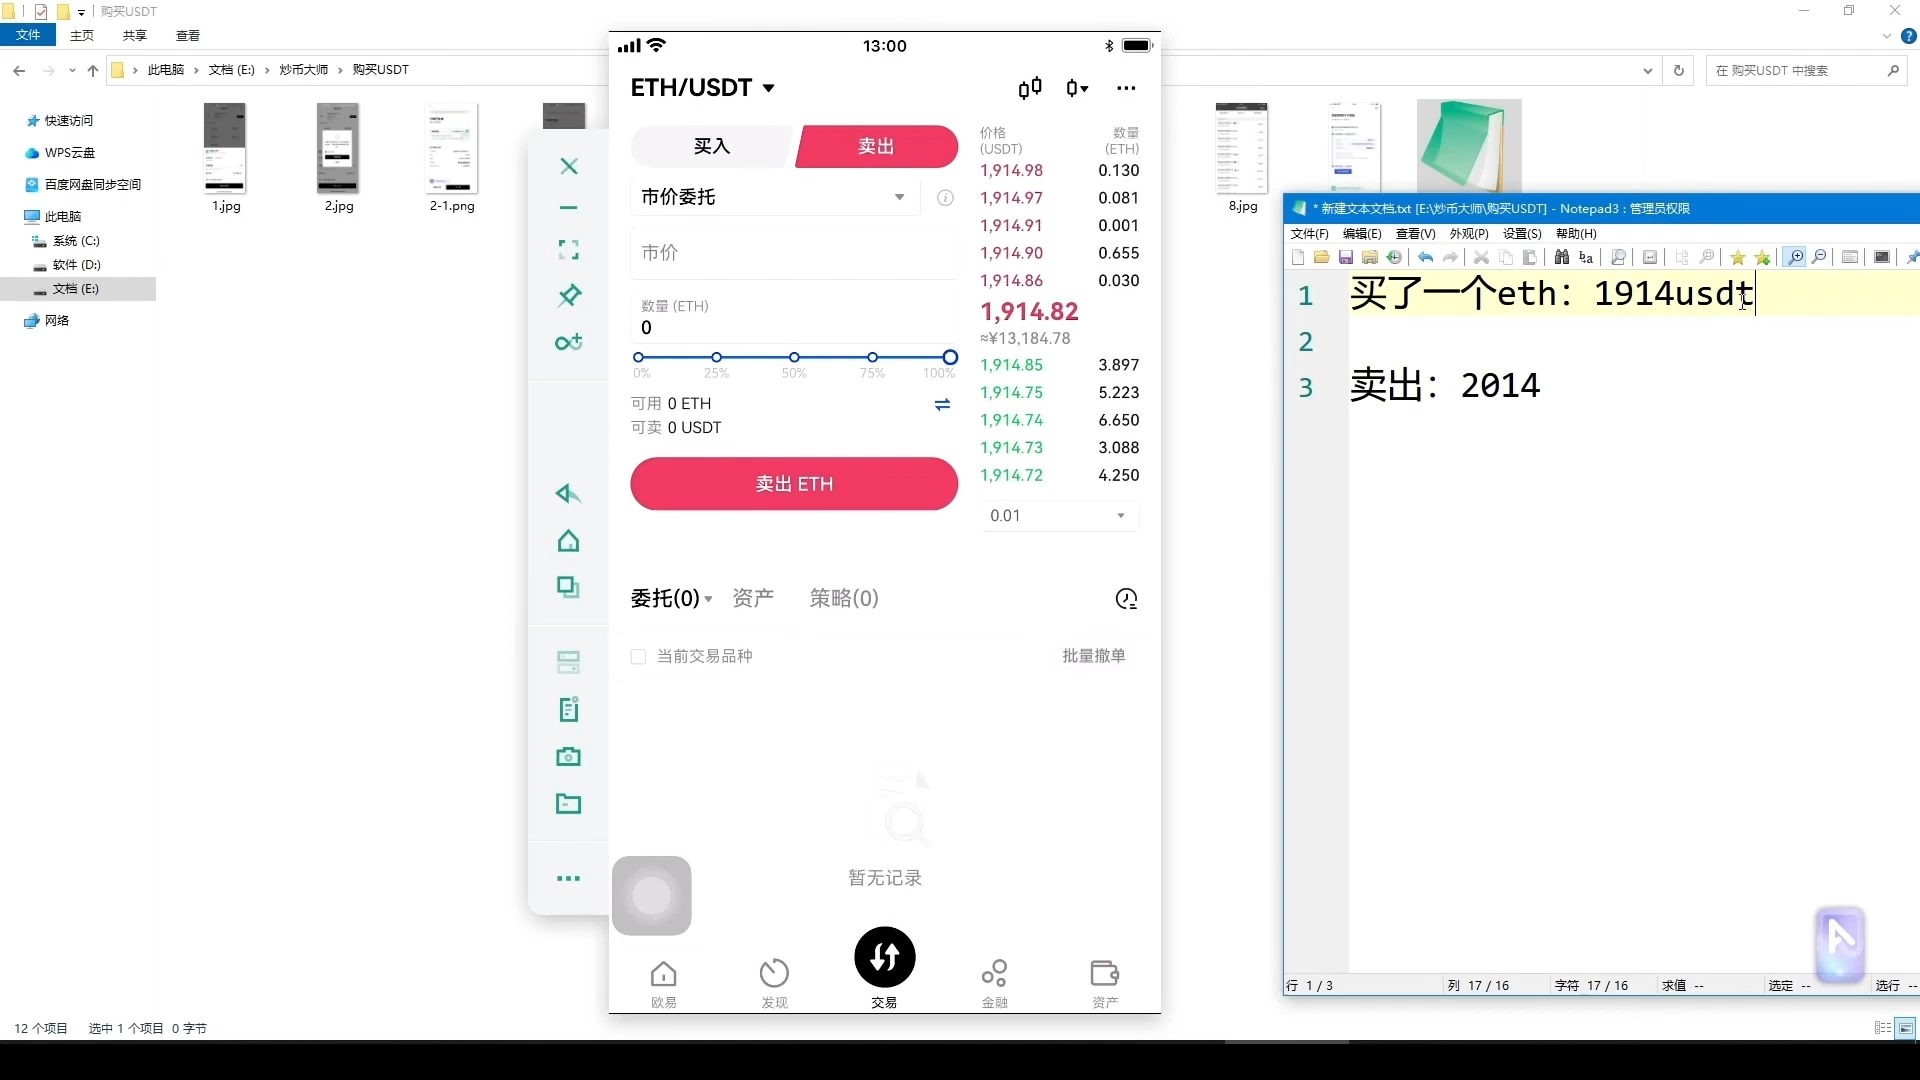 购买USDT
文件
主页
共享
查看
此电脑 › 文档 (E:) › 炒币大师 › 购买USDT
在 购买USDT 中搜索
快速访问
WPS云盘
百度网盘同步空间
此电脑
系统 (C:)
软件 (D:)
文档 (E:)
网络
1.jpg
2.jpg
2-1.png
8.jpg
13:00
ETH/USDT
买入
卖出
市价委托
市价
数量 (ETH)
0
0% 25% 50% 75% 100%
可用 0 ETH
可卖 0 USDT
卖出 ETH
价格 数量
(USDT) (ETH)
1,914.98 0.130
1,914.97 0.081
1,914.91 0.001
1,914.90 0.655
1,914.86 0.030
1,914.82
≈¥13,184.78
1,914.85 3.897
1,914.75 5.223
1,914.74 6.650
1,914.73 3.088
1,914.72 4.250
0.01
委托(0) 资产 策略(0)
当前交易品种 批量撤单
暂无记录
欧易 发现 交易 金融 资产
* 新建文本文档.txt [E:\炒币大师\购买USDT] - Notepad3 : 管理员权限
文件(F) 编辑(E) 查看(V) 外观(P) 设置(S) 帮助(H)
1 买了一个eth：1914usdt
2
3 卖出：2014
行 1 / 3 列 17 / 16 字符 17 / 16 求值 -- 选定 -- 选行 --
12 个项目 选中 1 个项目 0 字节